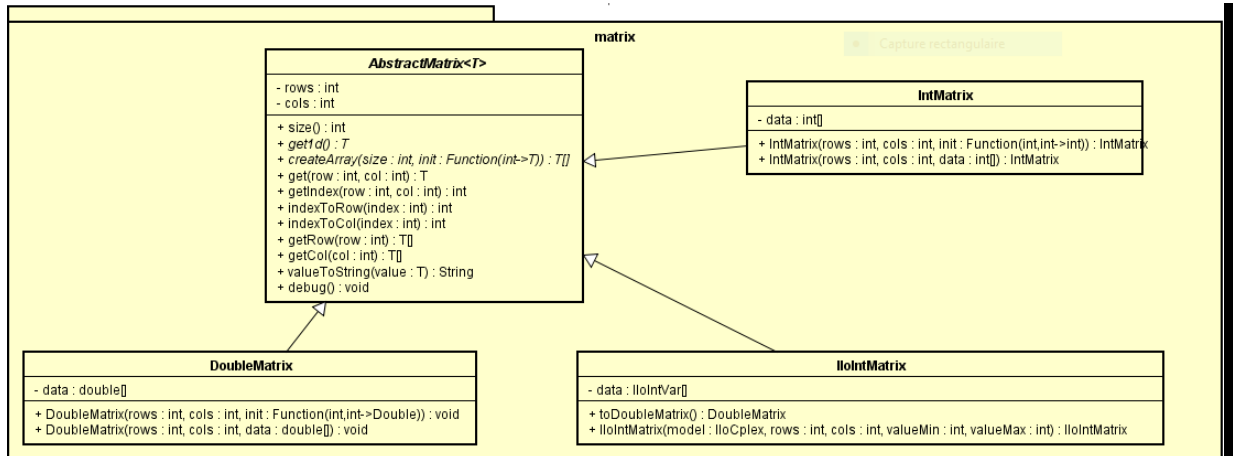 matrix
Capture rectangulaire
AbstractMatrix<T>
- rows : int
- cols : int
+ size() : int
+ get1d() : T
+ createArray(size : int, init : Function(int->T)) : T[]
+ get(row : int, col : int) : T
+ getIndex(row : int, col : int) : int
+ indexToRow(index : int) : int
+ indexToCol(index : int) : int
+ getRow(row : int) : T[]
+ getCol(col : int) : T[]
+ valueToString(value : T) : String
+ debug() : void
IntMatrix
- data : int[]
+ IntMatrix(rows : int, cols : int, init : Function(int,int->int)) : IntMatrix
+ IntMatrix(rows : int, cols : int, data : int[]) : IntMatrix
DoubleMatrix
- data : double[]
+ DoubleMatrix(rows : int, cols : int, init : Function(int,int->Double)) : void
+ DoubleMatrix(rows : int, cols : int, data : double[]) : void
IloIntMatrix
- data : IloIntVar[]
+ toDoubleMatrix() : DoubleMatrix
+ IloIntMatrix(model : IloCplex, rows : int, cols : int, valueMin : int, valueMax : int) : IloIntMatrix